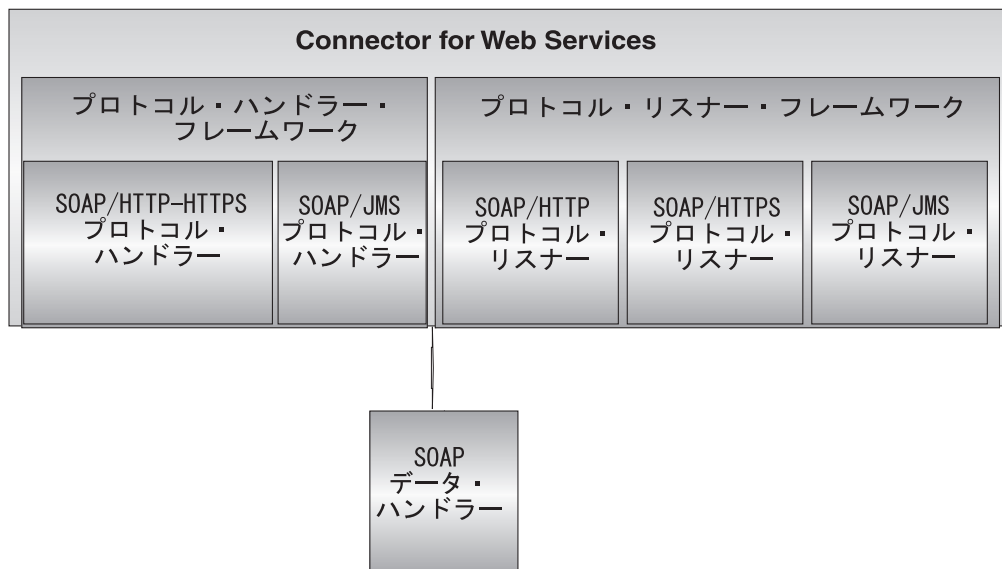 Connector for Web Services
プロトコル・ハンドラー・
フレームワーク
プロトコル・リスナー・フレームワーク
SOAP/HTTP-HTTPS
プロトコル・
ハンドラー
SOAP/JMS
プロトコル・
ハンドラー
SOAP/HTTP
プロトコル・
リスナー
SOAP/HTTPS
プロトコル・
リスナー
SOAP/JMS
プロトコル・
リスナー
SOAP
データ・
ハンドラー